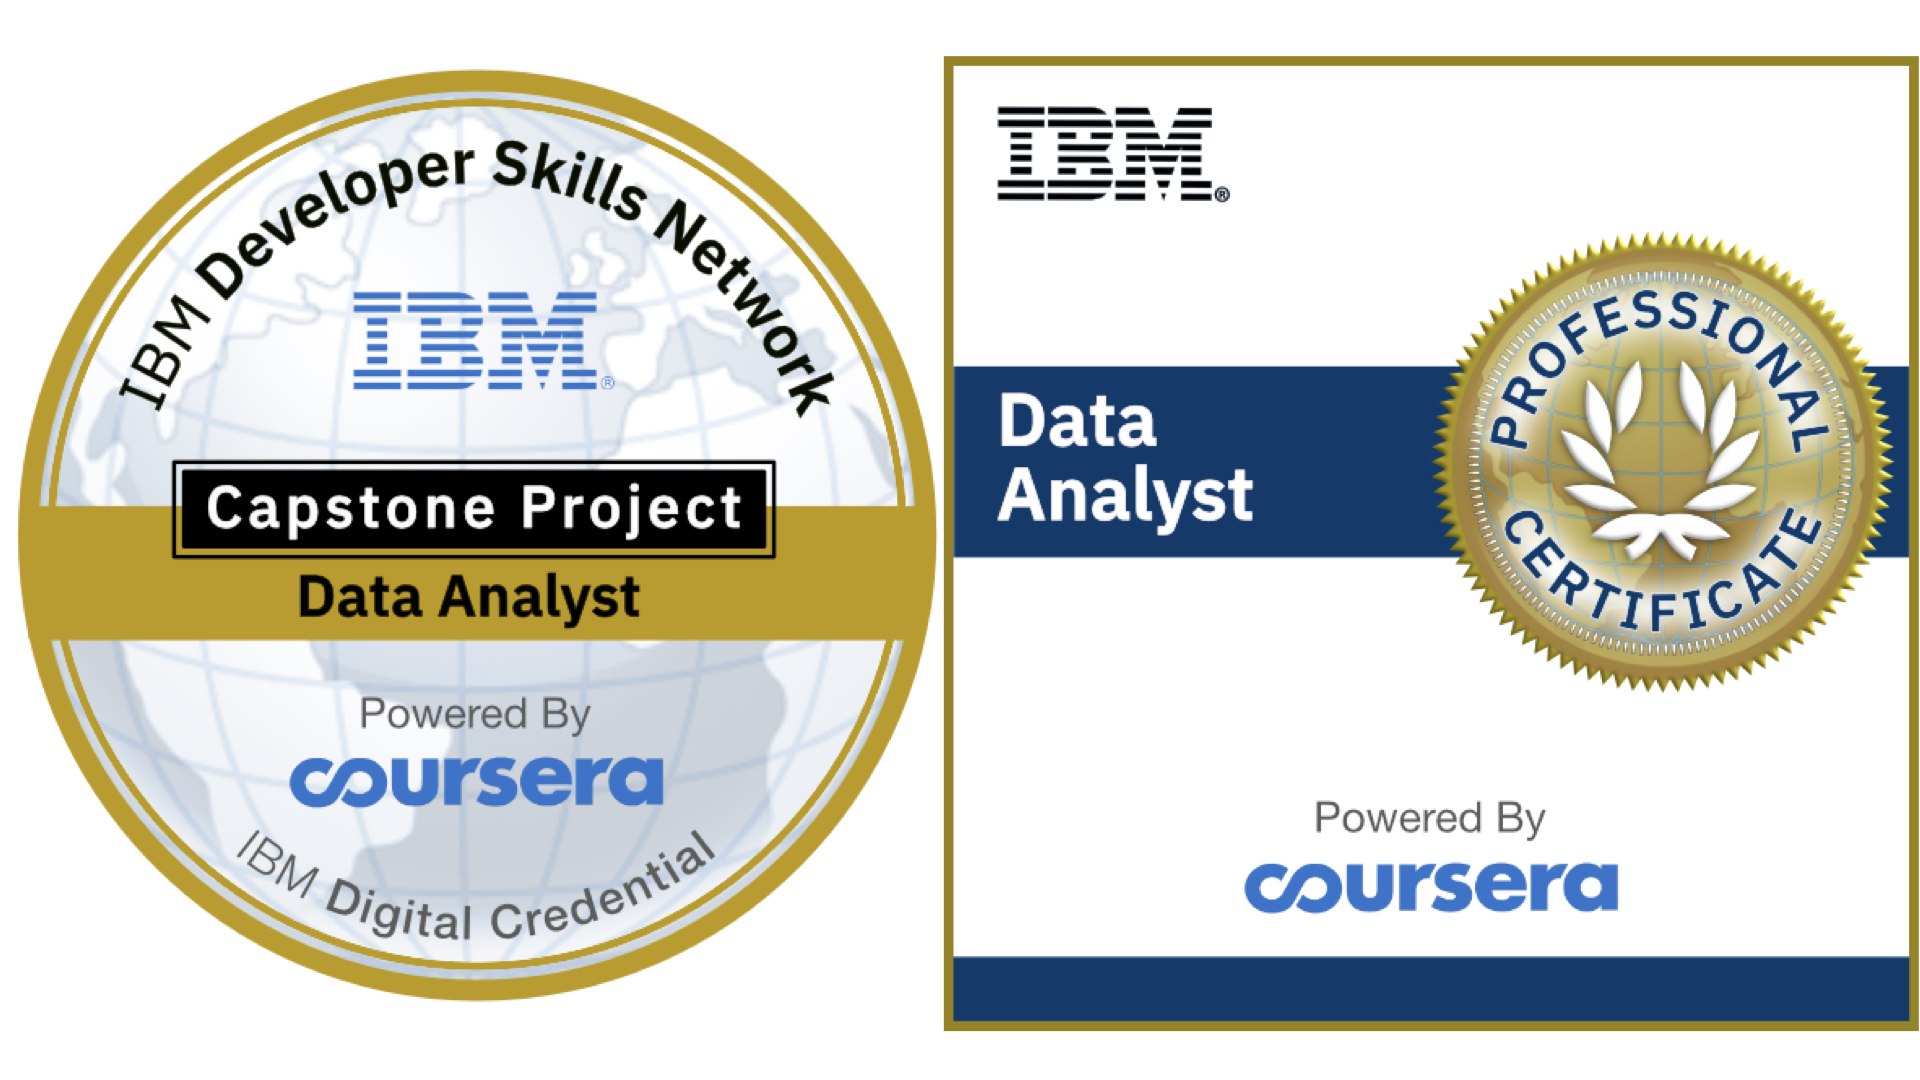 IBM Developer Skills Network
IBM®
Capstone Project
Data Analyst
Powered By
coursera
IBM Digital Credential
IBM®
Data
Analyst
PROFESSIONAL
CERTIFICATE
Powered By
coursera